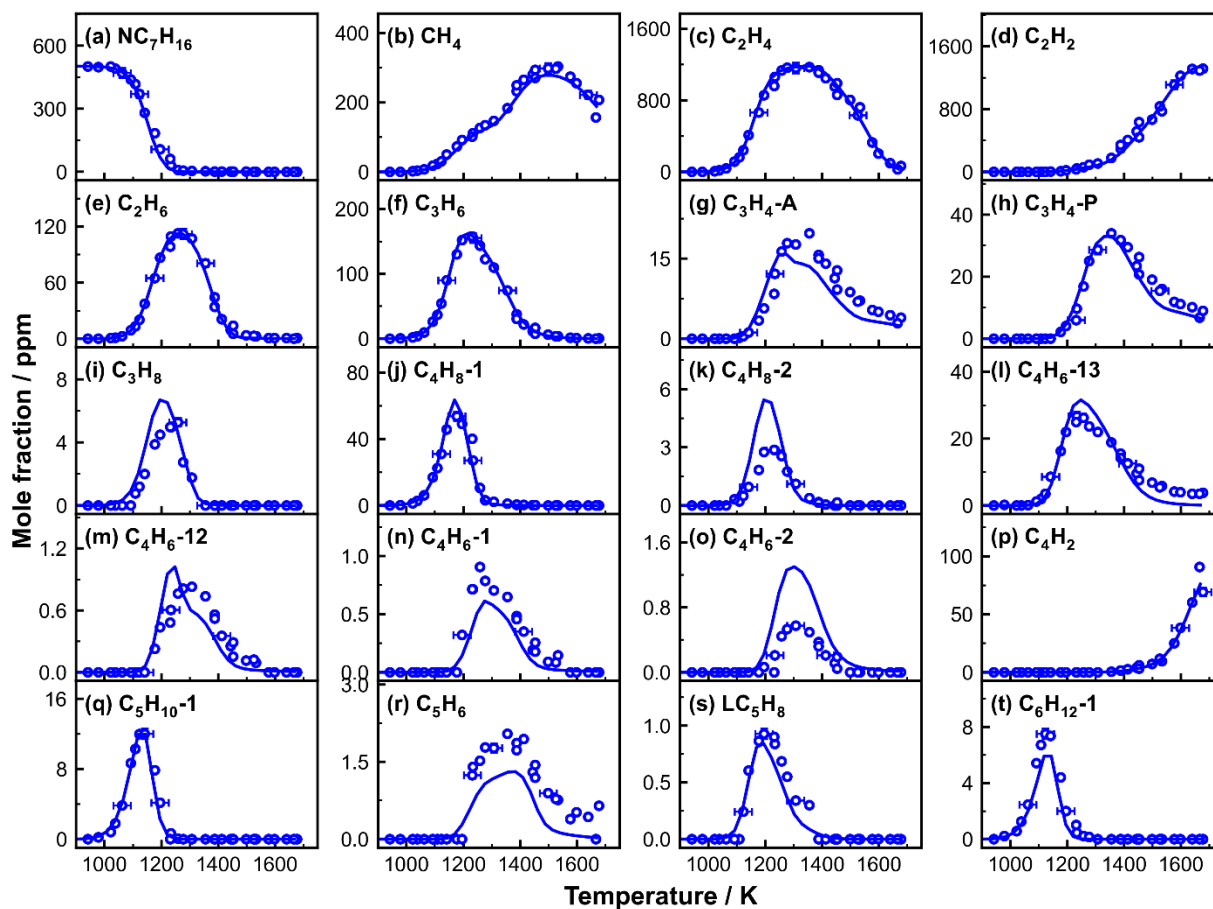 (a) NC₇H₁₆
(b) CH₄
(c) C₂H₄
(d) C₂H₂
600
300
0
400
200
0
1600
800
0
1600
800
0
(e) C₂H₆
(f) C₃H₆
(g) C₃H₄-A
(h) C₃H₄-P
120
60
0
160
80
0
24
12
0
40
20
0
(i) C₃H₈
(j) C₄H₈-1
(k) C₄H₈-2
(l) C₄H₆-13
6
3
0
80
40
0
6
3
0
40
20
0
(m) C₄H₆-12
(n) C₄H₆-1
(o) C₄H₆-2
(p) C₄H₂
1.2
0.6
0.0
1.0
0.5
0.0
1.6
0.8
0.0
100
50
0
(q) C₅H₁₀-1
(r) C₅H₆
(s) LC₅H₈
(t) C₆H₁₂-1
16
8
0
3.0
1.5
0.0
1.0
0.5
0.0
8
4
0
1000 1200 1400 1600
1000 1200 1400 1600
1000 1200 1400 1600
1000 1200 1400 1600
Mole fraction / ppm
Temperature / K